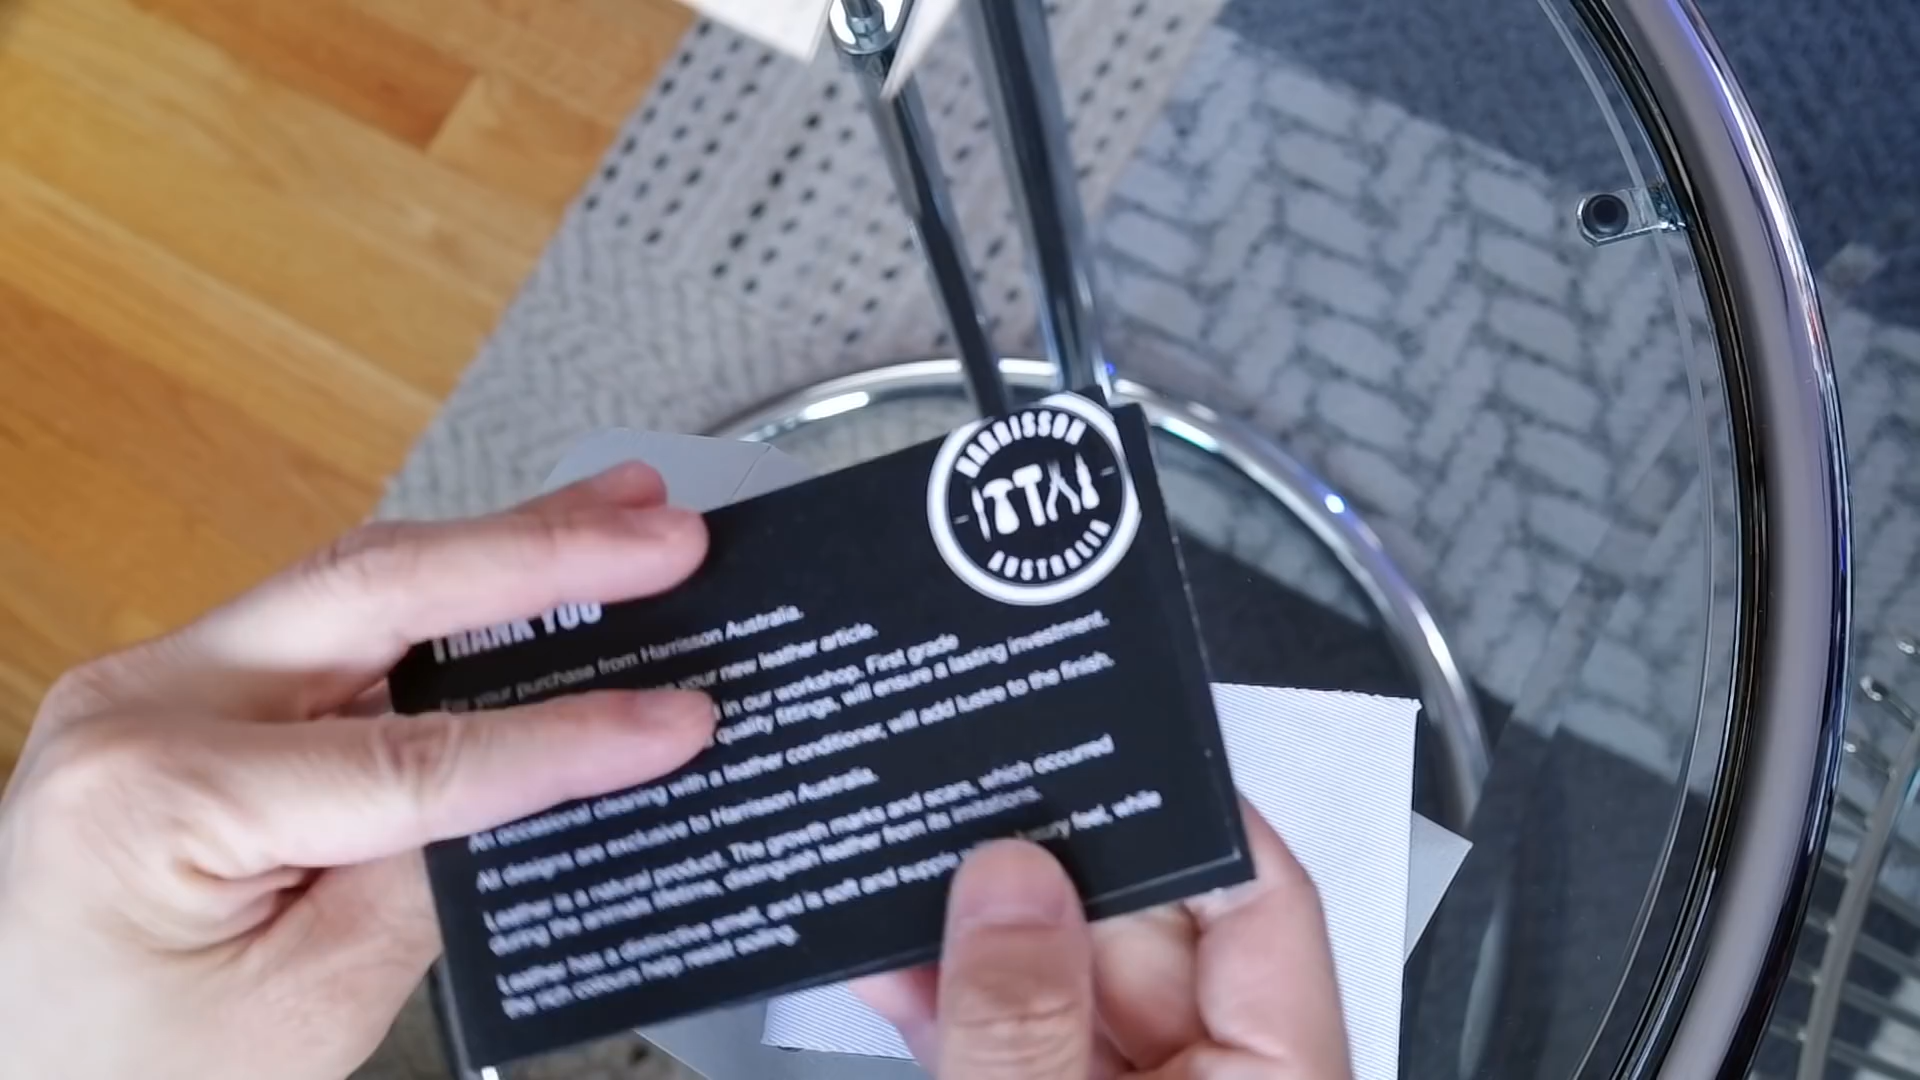 HARRISSON
AUSTRALIA
THANK YOU
For your purchase from Harrisson Australia.
your new leather article.
in our workshop. First grade
quality fittings, will ensure a lasting investment.
An occasional cleaning with a leather conditioner, will add lustre to the finish.
All designs are exclusive to Harrisson Australia.
Leather is a natural product. The growth marks and scars, which occurred
during the animals lifetime, distinguish leather from its imitations.
Leather has a distinctive smell, and is soft and supple luxury feel, while
the rich colours help resist soiling.